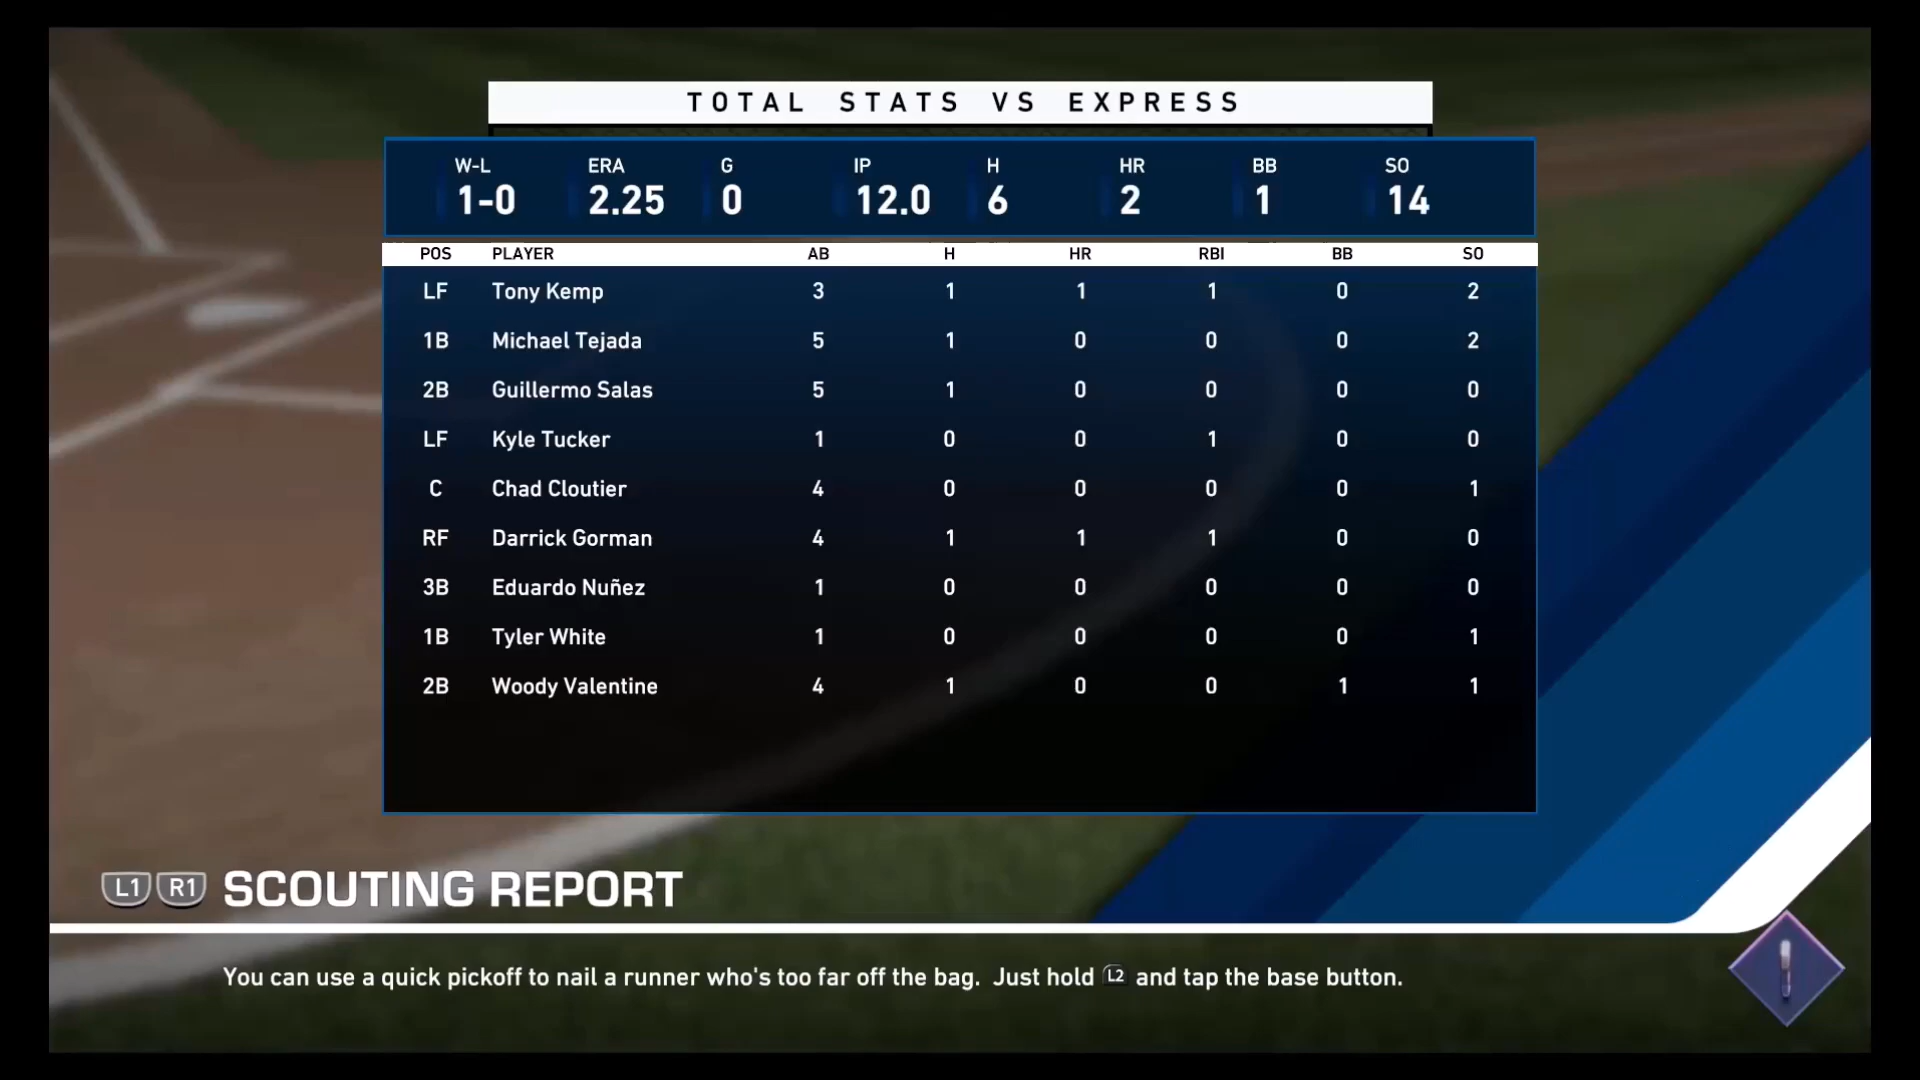 TOTAL STATS VS EXPRESS
W-L ERA G IP H HR BB SO
1-0 2.25 0 12.0 6 2 1 14
POS PLAYER AB H HR RBI BB SO
LF Tony Kemp 3 1 1 1 0 2
1B Michael Tejada 5 1 0 0 0 2
2B Guillermo Salas 5 1 0 0 0 0
LF Kyle Tucker 1 0 0 1 0 0
C Chad Cloutier 4 0 0 0 0 1
RF Darrick Gorman 4 1 1 1 0 0
3B Eduardo Nuñez 1 0 0 0 0 0
1B Tyler White 1 0 0 0 0 1
2B Woody Valentine 4 1 0 0 1 1
L1 R1 SCOUTING REPORT
You can use a quick pickoff to nail a runner who's too far off the bag. Just hold L2 and tap the base button.